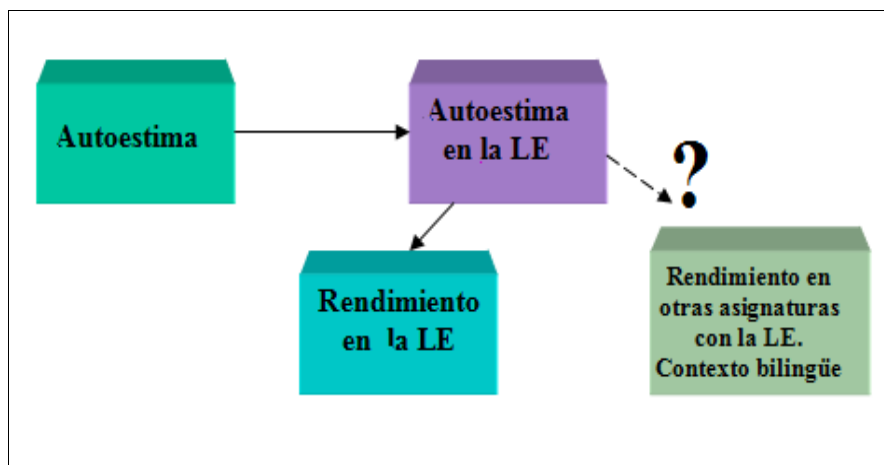 Autoestima
Autoestima
en la LE
?
Rendimiento
en la LE
Rendimiento en
otras asignaturas
con la LE.
Contexto bilingüe